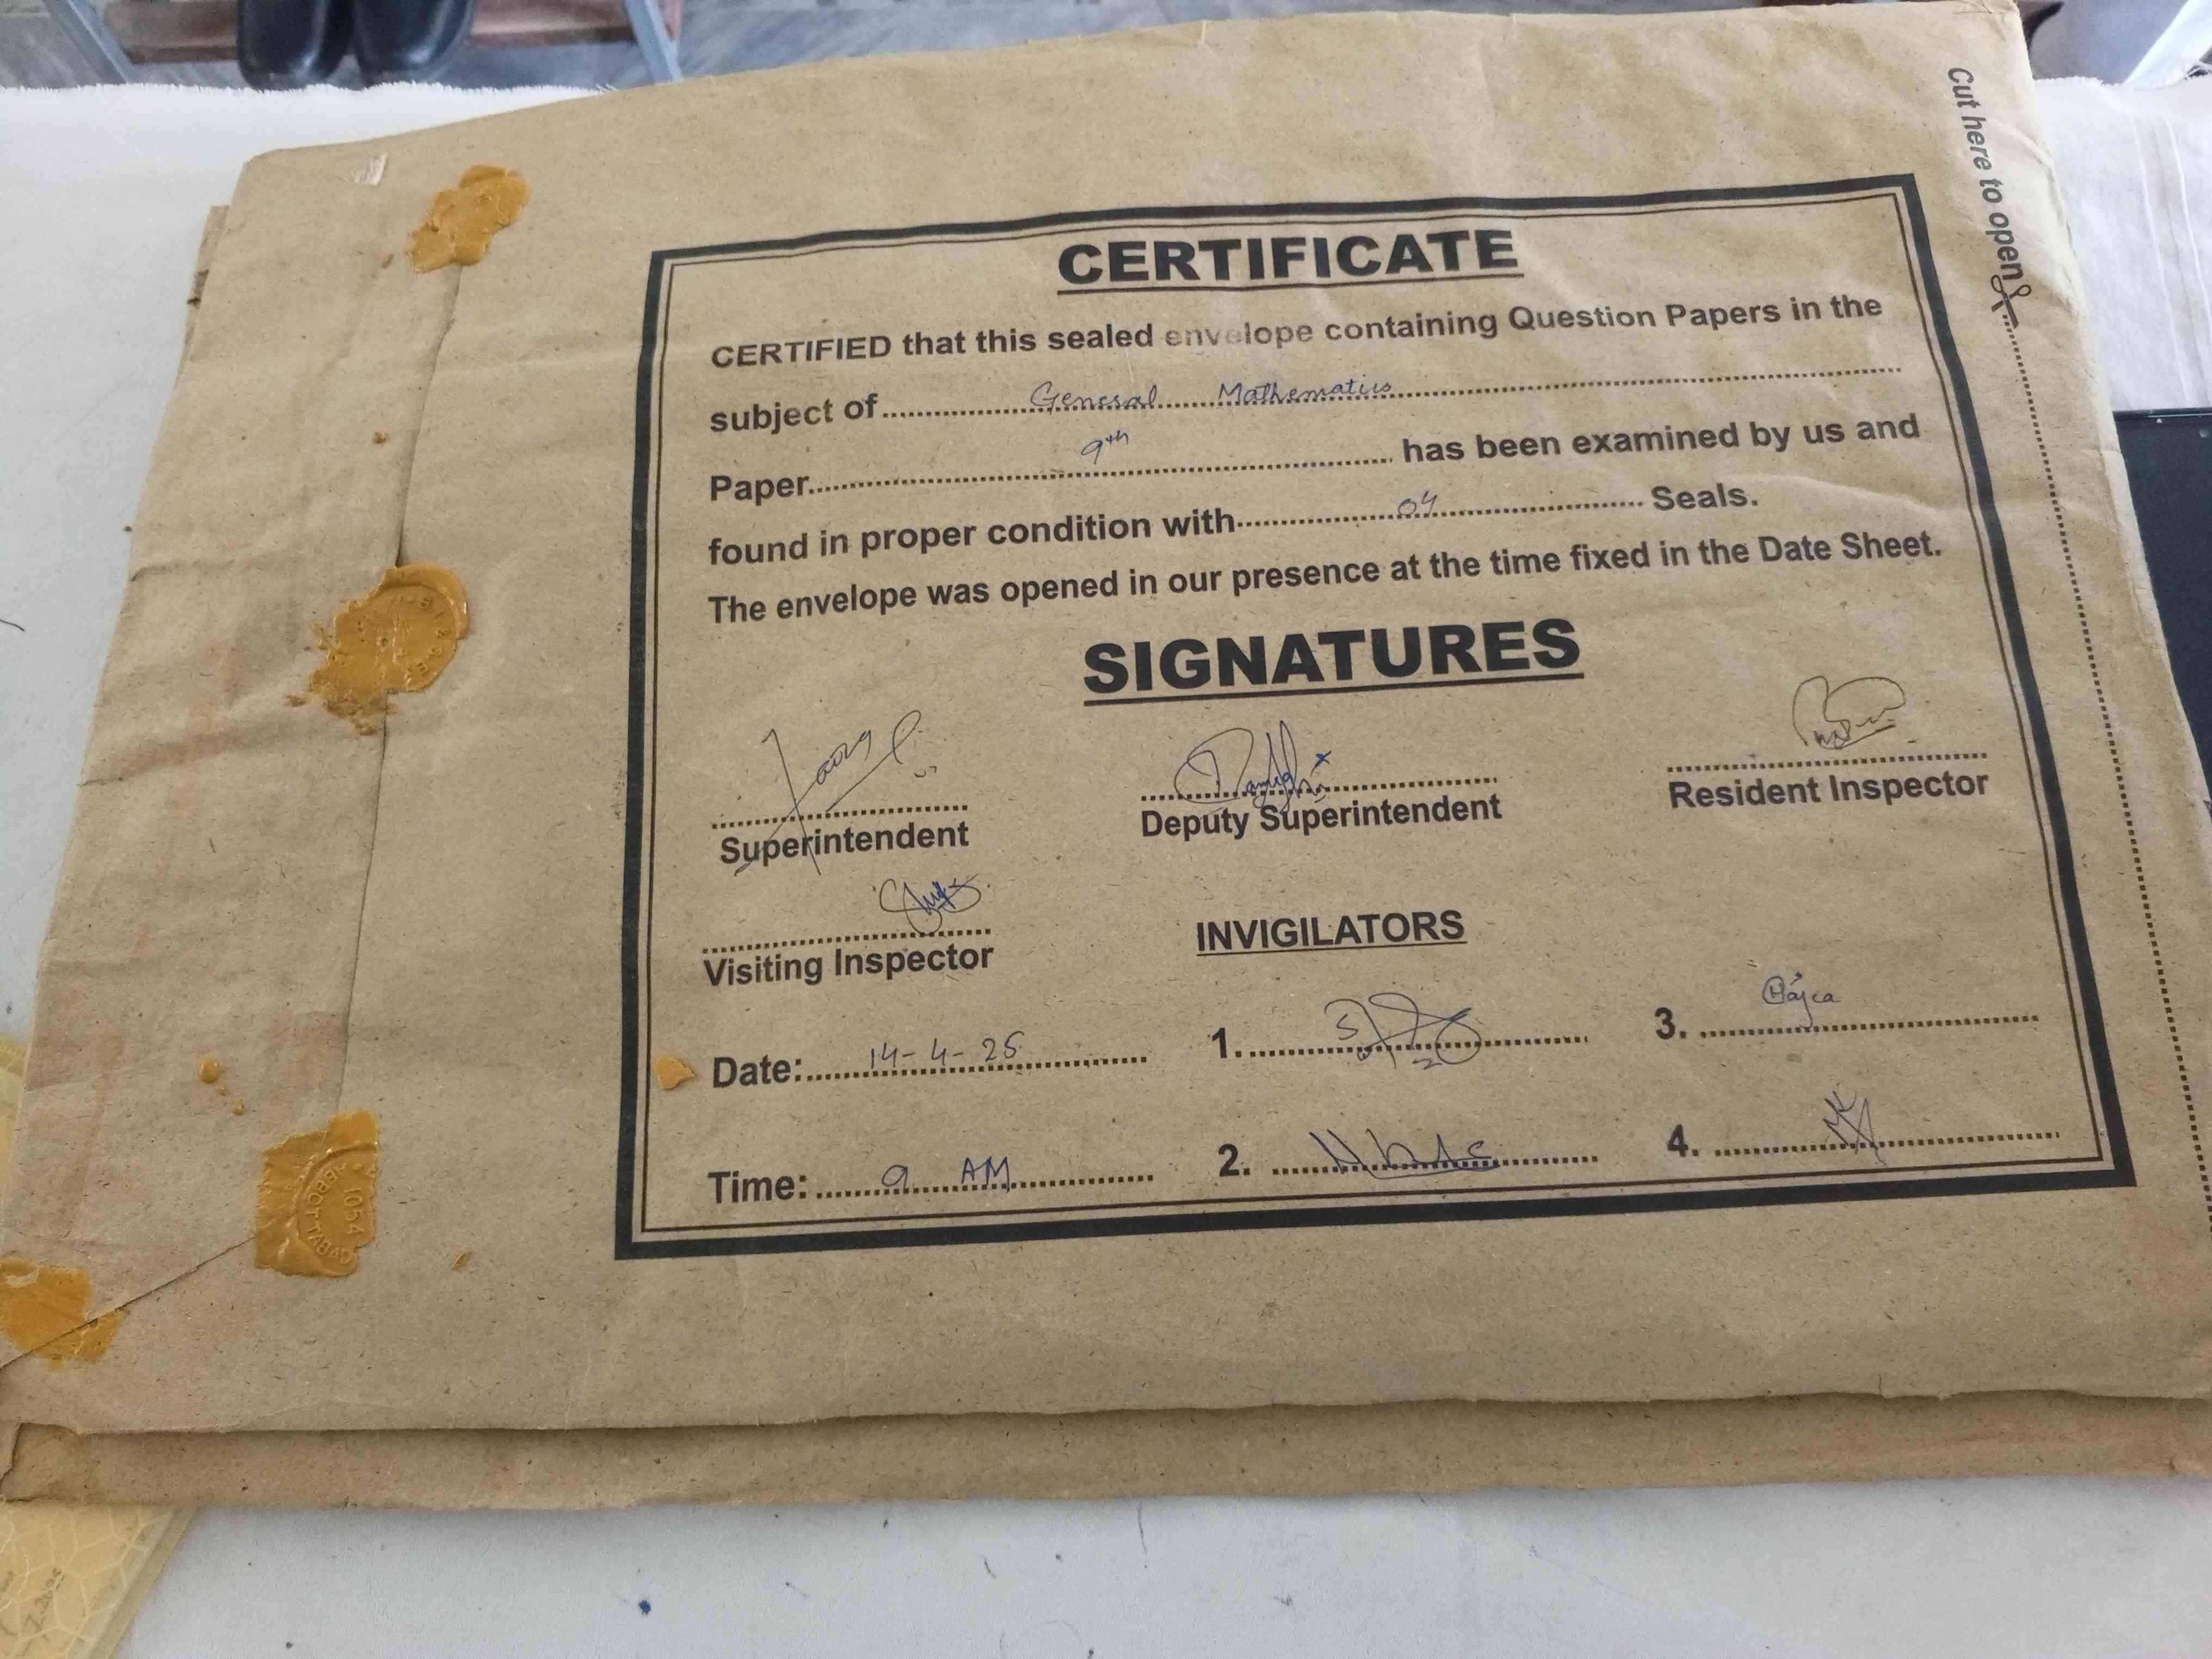 Cut here to open
CERTIFICATE
CERTIFIED that this sealed envelope containing Question Papers in the
subject of General Mathematics
Paper 9th has been examined by us and
found in proper condition with 04 Seals.
The envelope was opened in our presence at the time fixed in the Date Sheet.
SIGNATURES
Superintendent
Deputy Superintendent
Resident Inspector
Visiting Inspector
INVIGILATORS
Date: 14-4-25 1. 3.
Time: 9 AM 2. 4.
1054
ABBOTTABAD